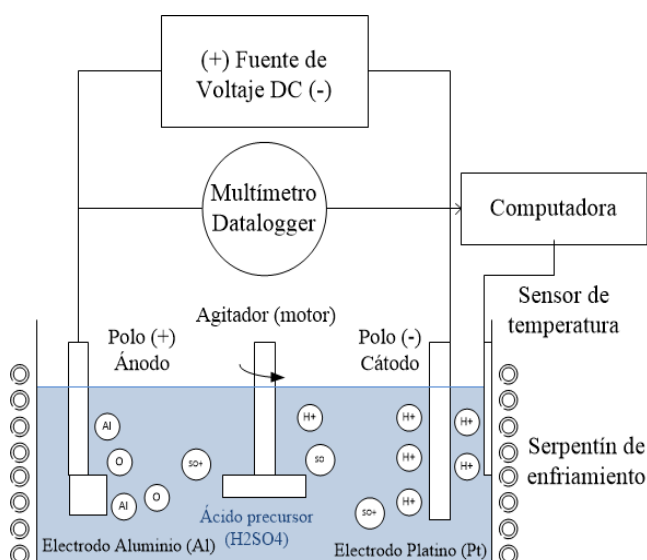 (+) Fuente de
Voltaje DC (-)
Multímetro
Datalogger
Computadora
Sensor de
temperatura
Agitador (motor)
Polo (+)
Ánodo
Polo (-)
Cátodo
Al
O
Al
O
so+
H+
so
so+
H+
H+
H+
H+
H+
H+
Serpentín de
enfriamiento
Ácido precursor
(H2SO4)
Electrodo Aluminio (Al)
Electrodo Platino (Pt)